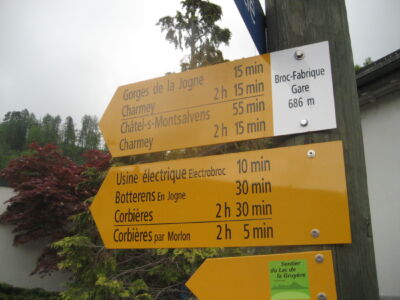 Gorges de la Jogne 15 min
Charmey 2 h 15 min
Châtel-s-Montsalvens 55 min
Charmey 2 h 15 min
Broc-Fabrique
Gare
686 m
Usine électrique Electrobroc 10 min
Botterens En Jogne 30 min
Corbières 2 h 30 min
Corbières par Morlon 2 h 5 min
Sentier
du Lac de la
Gruyère